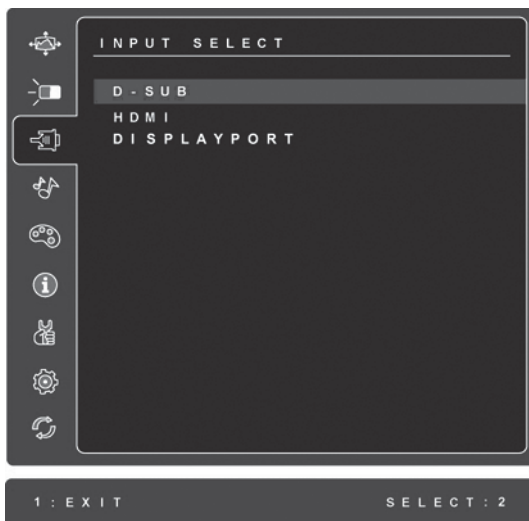 INPUT SELECT
D-SUB
HDMI
DISPLAYPORT
1:EXIT SELECT:2